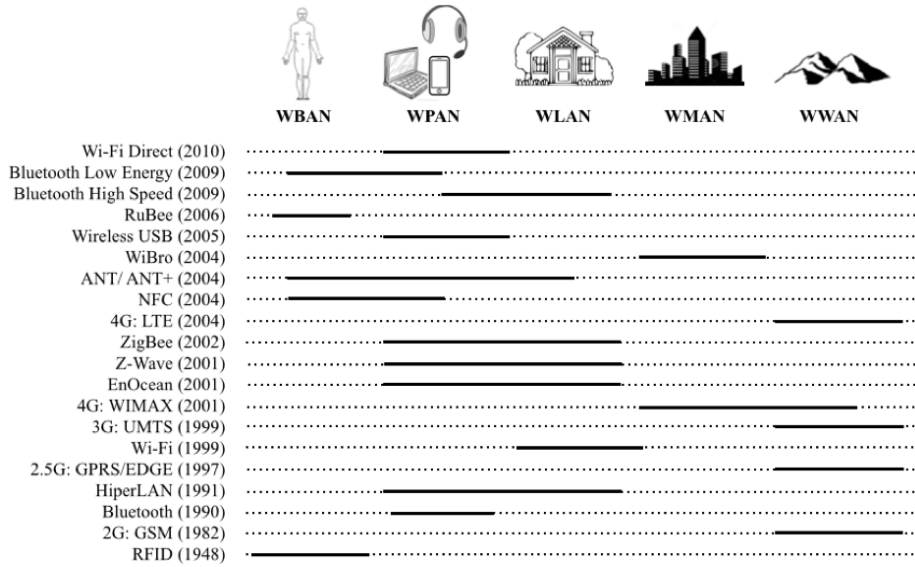 WBAN WPAN WLAN WMAN WWAN
Wi-Fi Direct (2010)
Bluetooth Low Energy (2009)
Bluetooth High Speed (2009)
RuBee (2006)
Wireless USB (2005)
WiBro (2004)
ANT/ ANT+ (2004)
NFC (2004)
4G: LTE (2004)
ZigBee (2002)
Z-Wave (2001)
EnOcean (2001)
4G: WIMAX (2001)
3G: UMTS (1999)
Wi-Fi (1999)
2.5G: GPRS/EDGE (1997)
HiperLAN (1991)
Bluetooth (1990)
2G: GSM (1982)
RFID (1948)